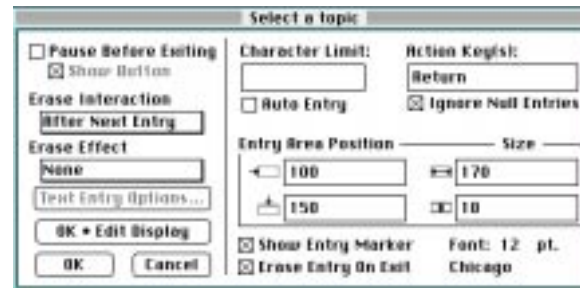 Select a topic
Pause Before Exiting
Show Button
Erase Interaction
After Next Entry
Erase Effect
None
Text Entry Options...
OK • Edit Display
OK Cancel
Character Limit:
Auto Entry
Action Key(s):
Return
Ignore Null Entries
Entry Area Position Size
100 170
150 18
Show Entry Marker Font: 12 pt.
Erase Entry On Exit Chicago